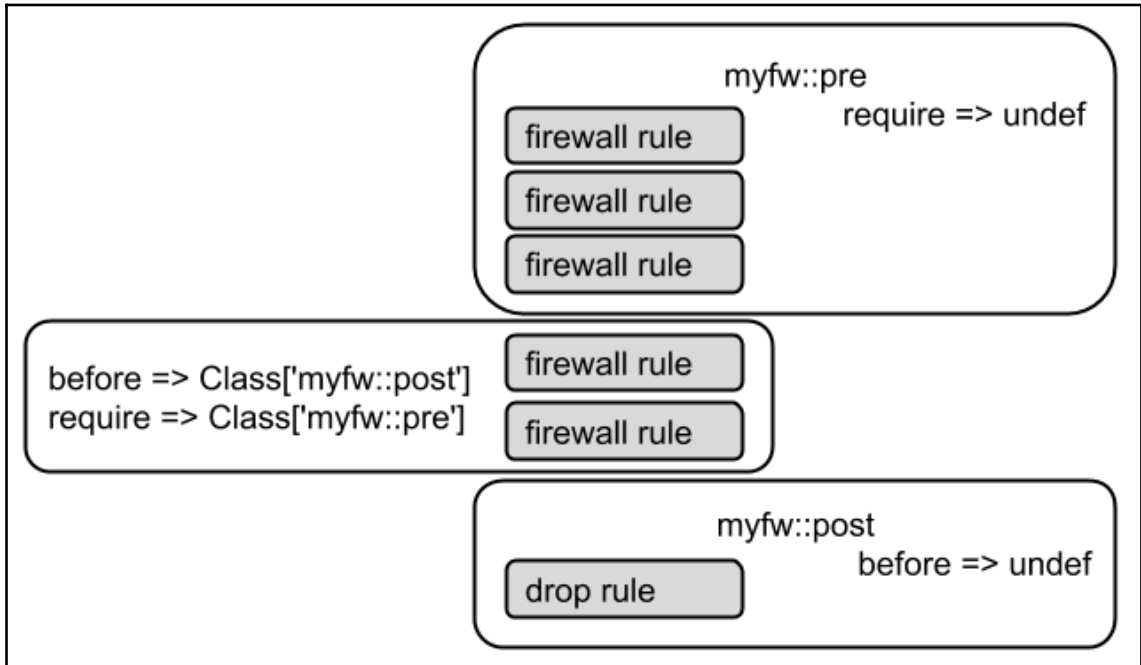 myfw::pre
require => undef
firewall rule
firewall rule
firewall rule
before => Class['myfw::post']
require => Class['myfw::pre']
firewall rule
firewall rule
myfw::post
before => undef
drop rule